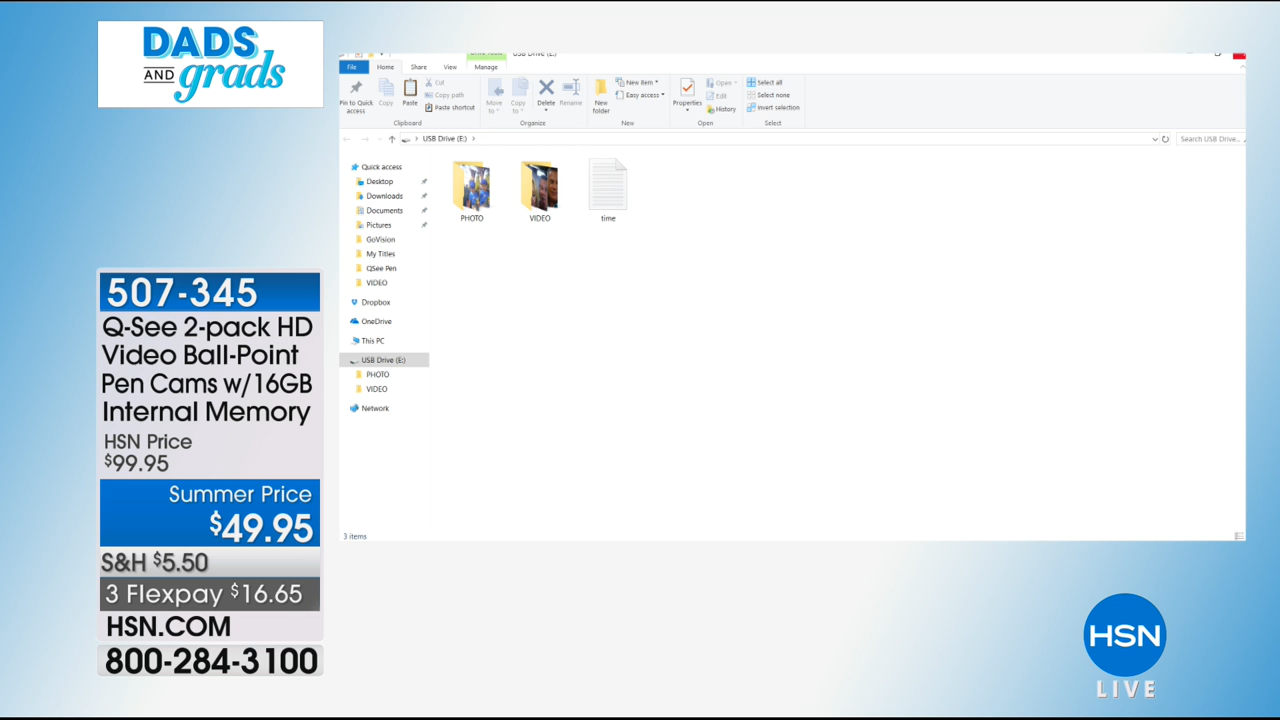 DADS
AND grads
507-345
Q-See 2-pack HD
Video Ball-Point
Pen Cams w/16GB
Internal Memory
HSN Price
$99.95
Summer Price
$49.95
S&H $5.50
3 Flexpay $16.65
HSN.COM
800-284-3100
USB Drive (E:)
File
Home
Share
View
Manage
Pin to Quick
access
Copy
Paste
Cut
Copy path
Paste shortcut
Clipboard
Move
to
Copy
to
Delete
Rename
Organize
New
folder
New item
Easy access
New
Properties
Open
Edit
History
Open
Select all
Select none
Invert selection
Select
USB Drive (E:)
Search USB Drive...
Quick access
Desktop
Downloads
Documents
Pictures
GoVision
My Titles
QSee Pen
VIDEO
Dropbox
OneDrive
This PC
USB Drive (E:)
PHOTO
VIDEO
Network
PHOTO
VIDEO
time
3 items
HSN
LIVE